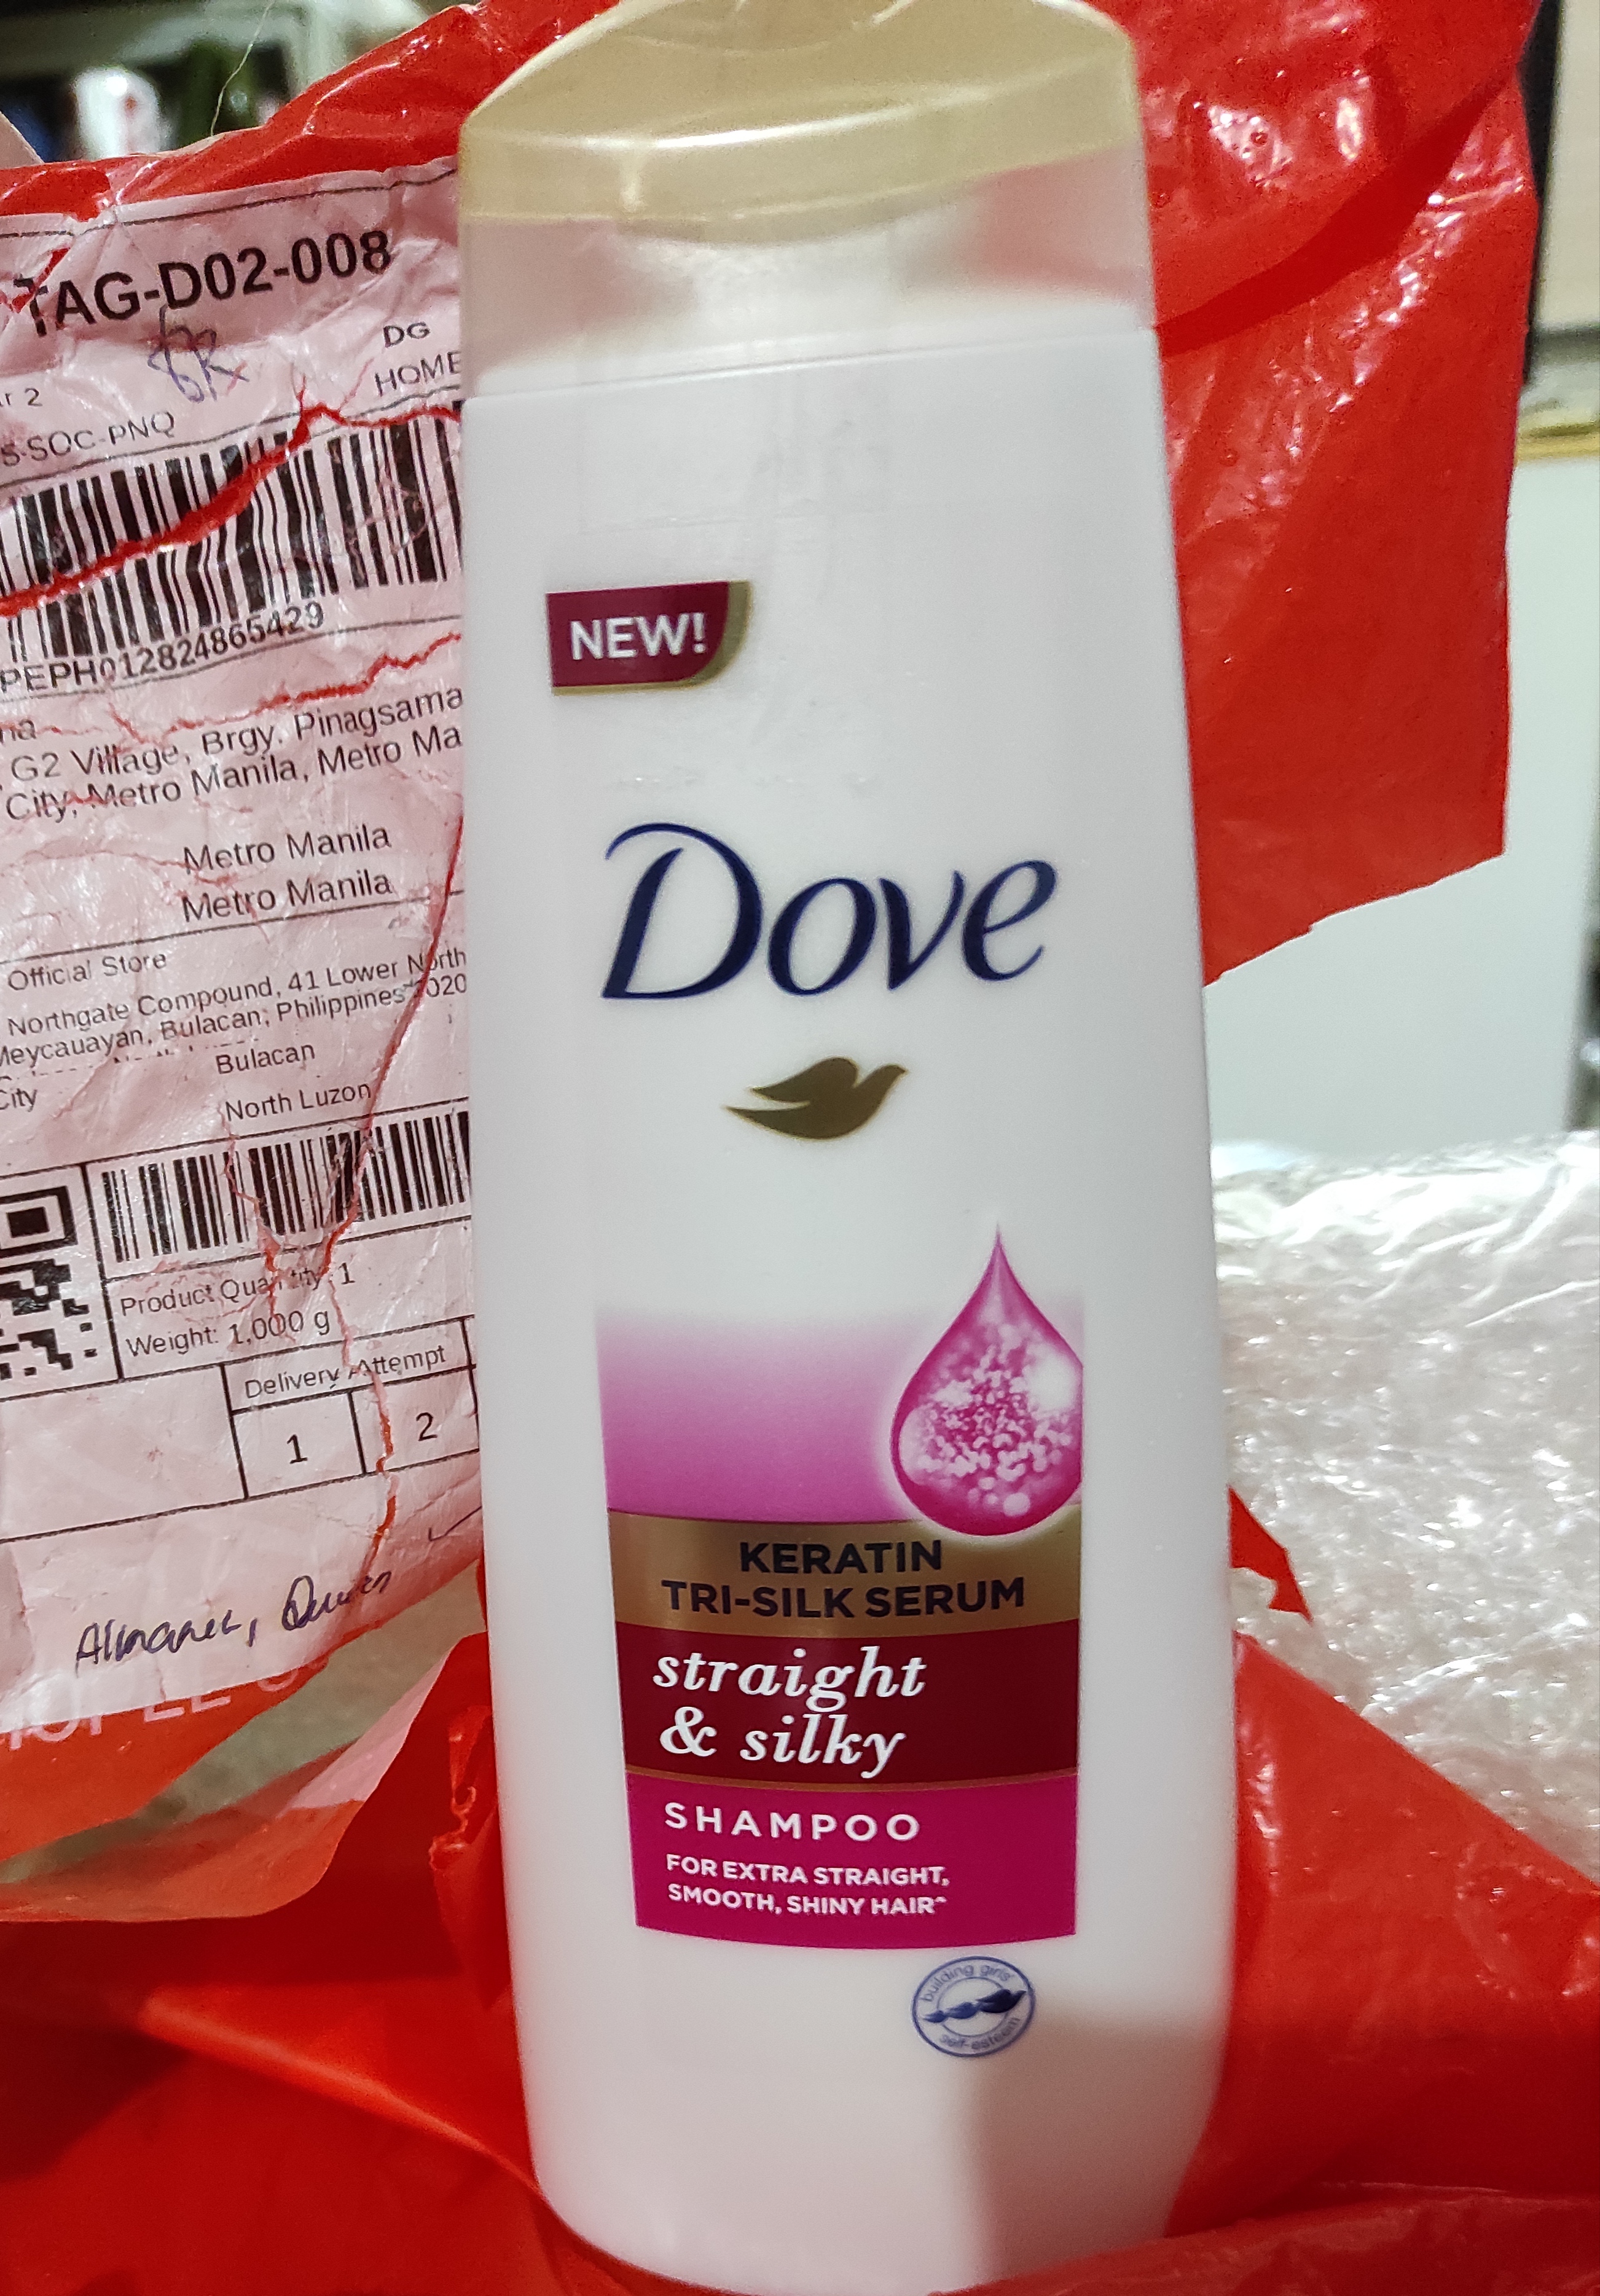 TAG-D02-008
DG
HOME
r 2
5-SOC-PNQ
PEPH012824865429
na
G2 Village, Brgy. Pinagsama
City, Metro Manila, Metro Ma
Metro Manila
Metro Manila
Official Store
Northgate Compound, 41 Lower North
Meycauayan, Bulacan, Philippines 3020
Bulacan
City
North Luzon
Product Quantity: 1
Weight: 1,000 g
Delivery Attempt
1
2
NEW!
Dove
KERATIN
TRI-SILK SERUM
straight
& silky
SHAMPOO
FOR EXTRA STRAIGHT,
SMOOTH, SHINY HAIR^
building girls'
self-esteem